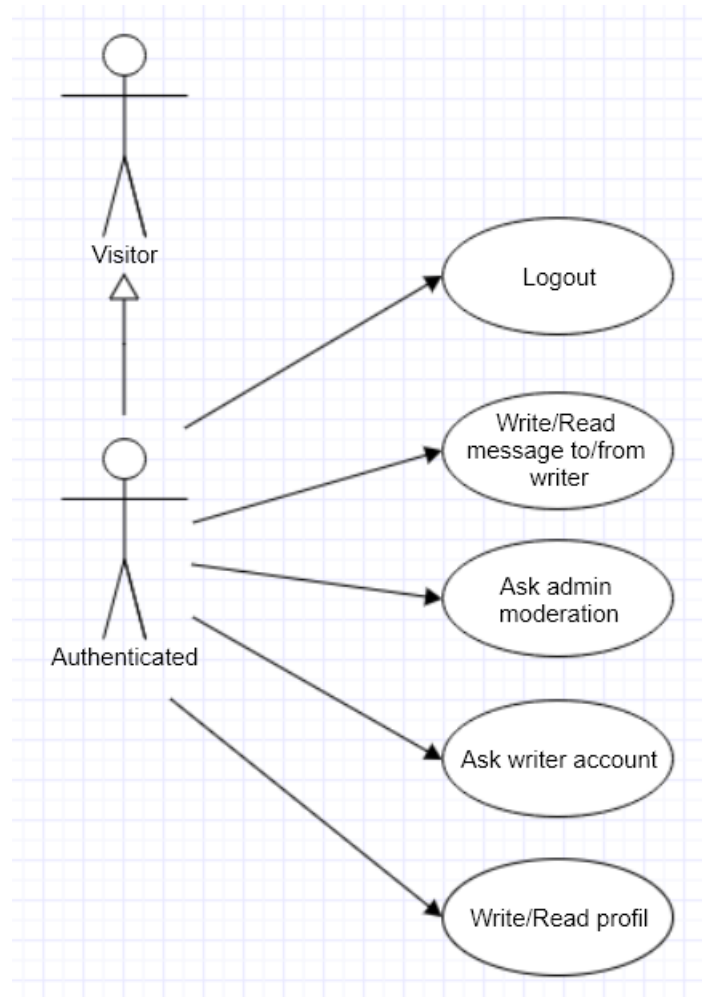 Visitor
Logout
Write/Read
message to/from
writer
Ask admin
moderation
Authenticated
Ask writer account
Write/Read profil